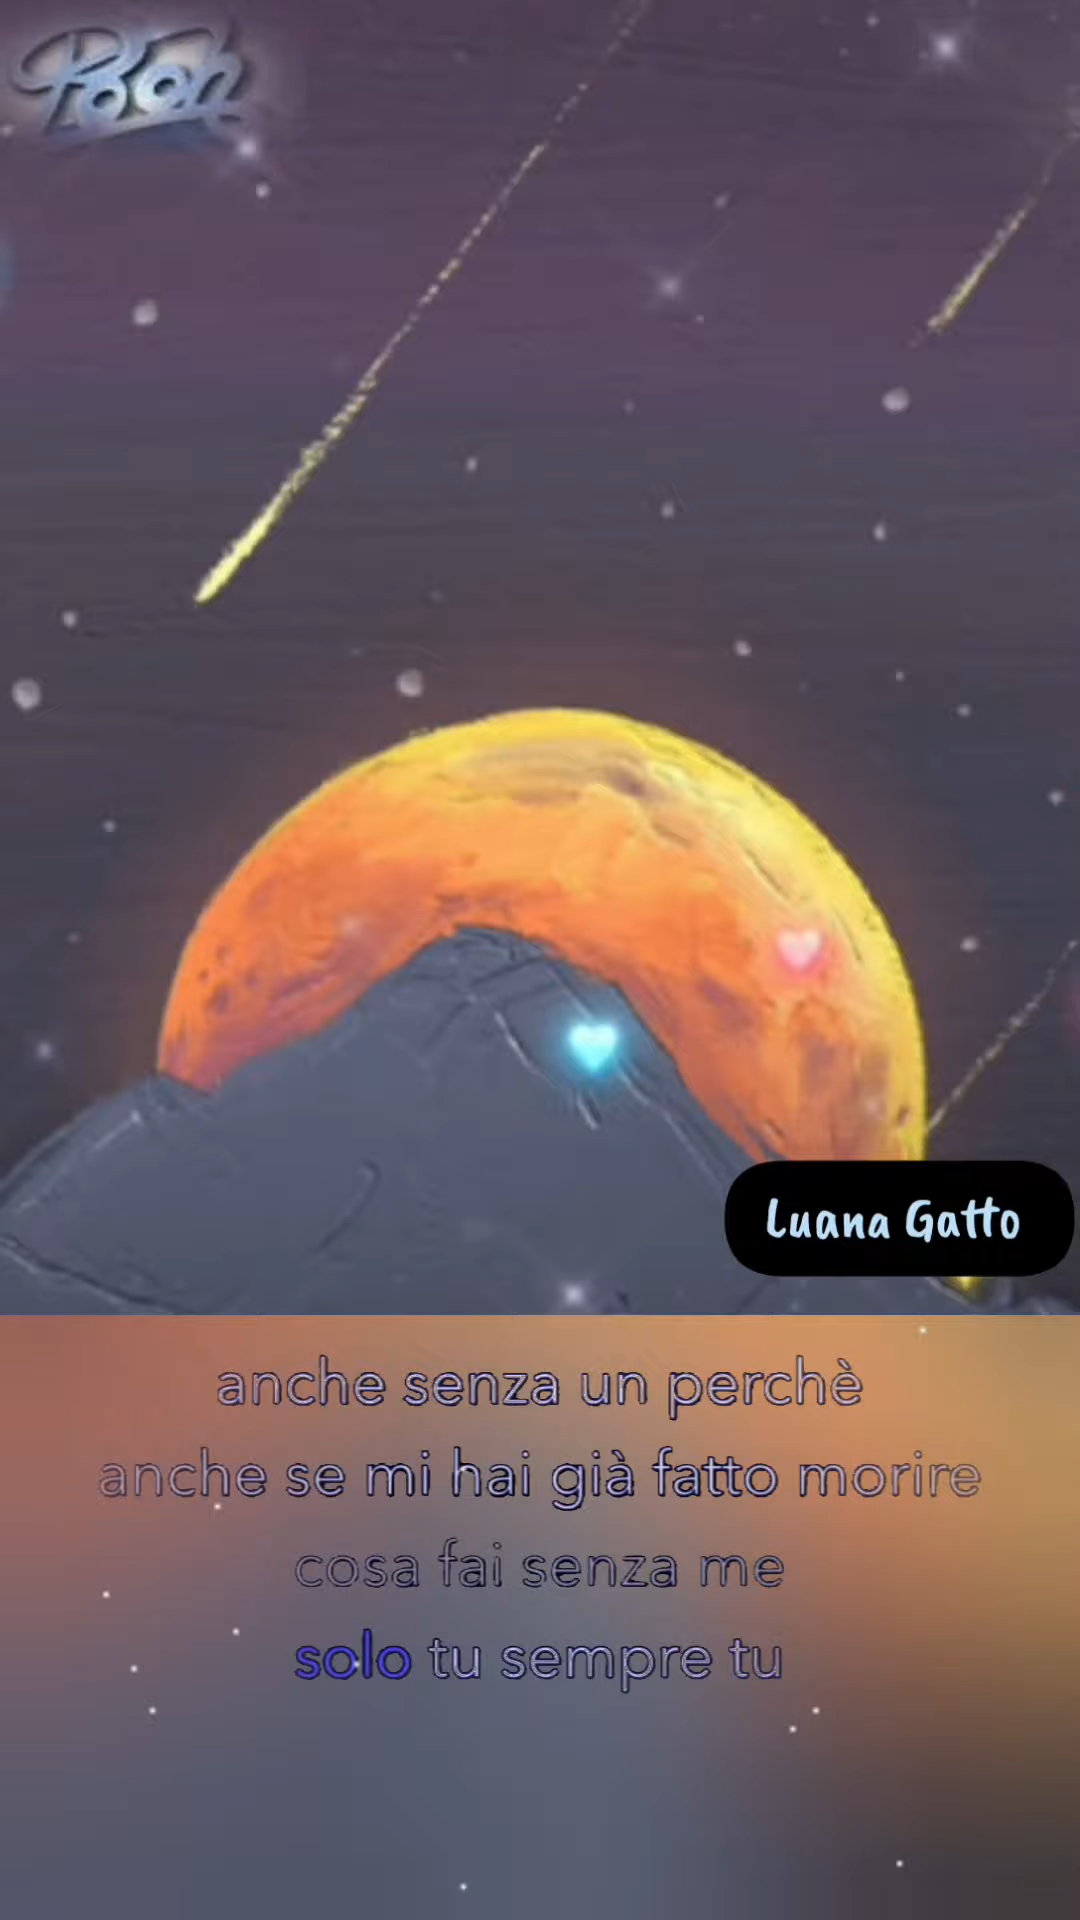 Pooh
Luana Gatto
anche senza un perchè
anche se mi hai già fatto morire
cosa fai senza me
solo tu sempre tu